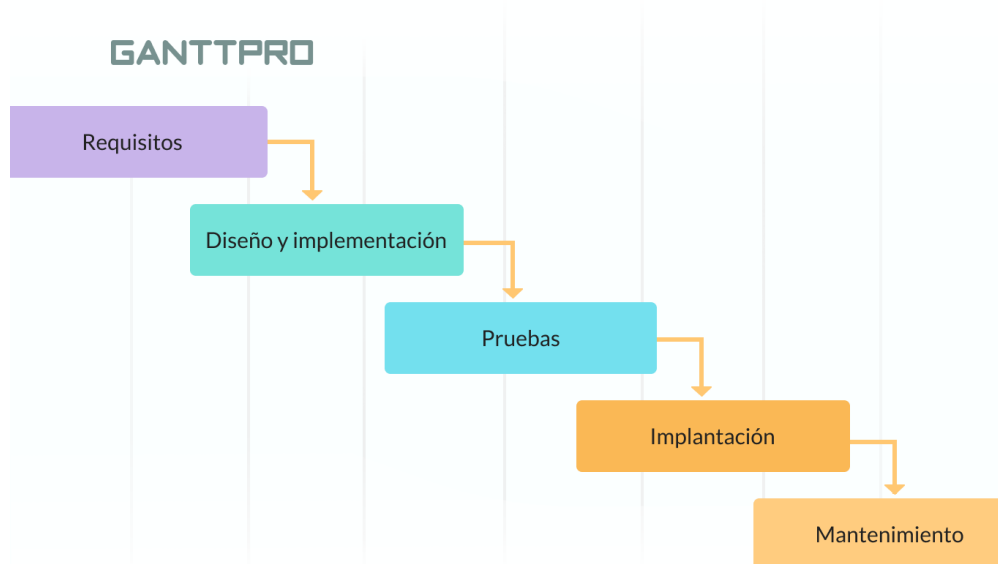 GANTTPRO
Requisitos
Diseño y implementación
Pruebas
Implantación
Mantenimiento